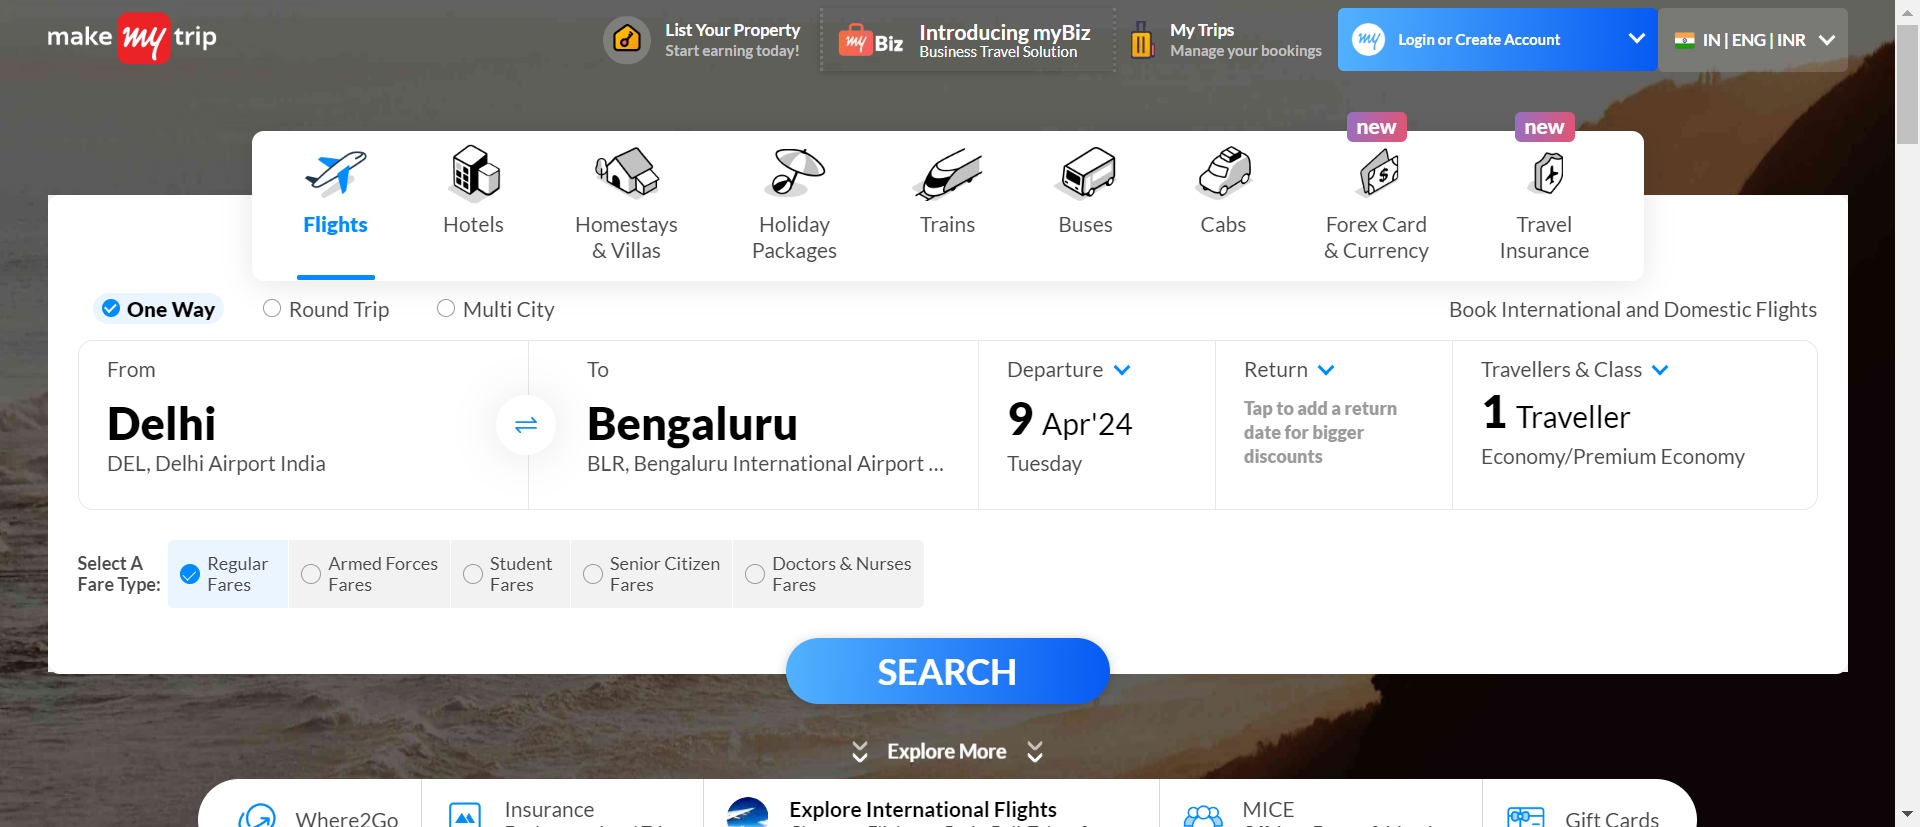 make my trip
List Your Property
Start earning today!
my Biz
Introducing myBiz
Business Travel Solution
My Trips
Manage your bookings
my
Login or Create Account
IN | ENG | INR
new
new
Flights
Hotels
Homestays
& Villas
Holiday
Packages
Trains
Buses
Cabs
Forex Card
& Currency
Travel
Insurance
One Way
Round Trip
Multi City
Book International and Domestic Flights
From
Delhi
DEL, Delhi Airport India
To
Bengaluru
BLR, Bengaluru International Airport ...
Departure
9 Apr'24
Tuesday
Return
Tap to add a return
date for bigger
discounts
Travellers & Class
1 Traveller
Economy/Premium Economy
Select A
Fare Type:
Regular
Fares
Armed Forces
Fares
Student
Fares
Senior Citizen
Fares
Doctors & Nurses
Fares
SEARCH
Explore More
Where2Go
Insurance
Explore International Flights
MICE
Gift Cards